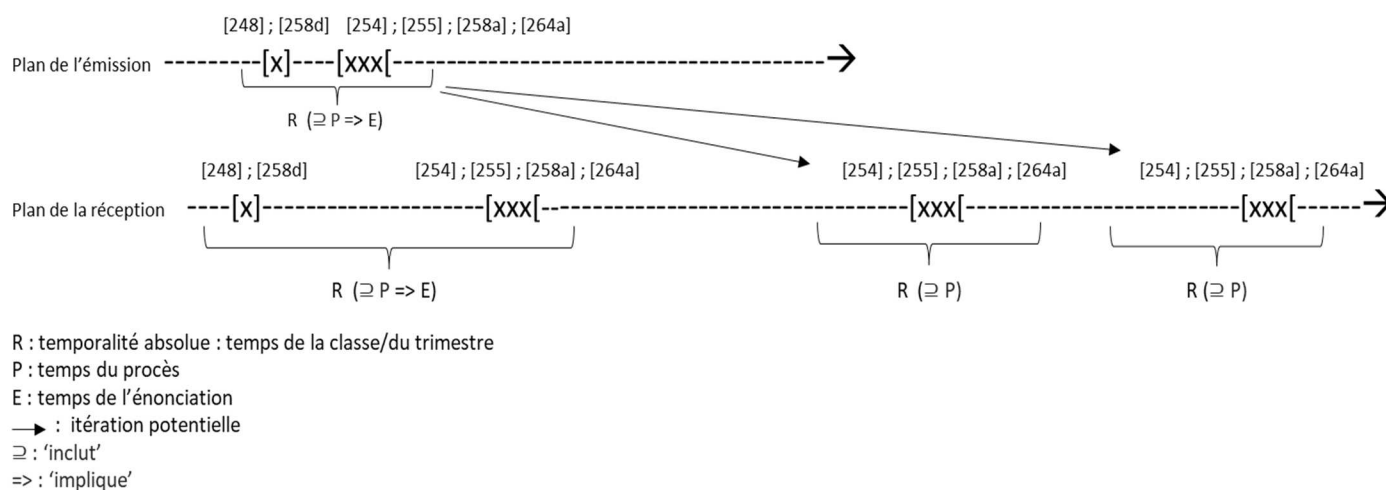 [248] ; [258d] [254] ; [255] ; [258a] ; [264a]
Plan de l’émission ------------[x]-----[xxx[--------------------------------------------------------→
R (⊇ P => E)
[248] ; [258d] [254] ; [255] ; [258a] ; [264a] [254] ; [255] ; [258a] ; [264a] [254] ; [255] ; [258a] ; [264a]
Plan de la réception -----[x]----------------------------[xxx[-----------------------------------------------[xxx[-----------------------------------[xxx[--------→
R (⊇ P => E) R (⊇ P) R (⊇ P)
R : temporalité absolue : temps de la classe/du trimestre
P : temps du procès
E : temps de l’énonciation
→ : itération potentielle
⊇ : ‘inclut’
=> : ‘implique’